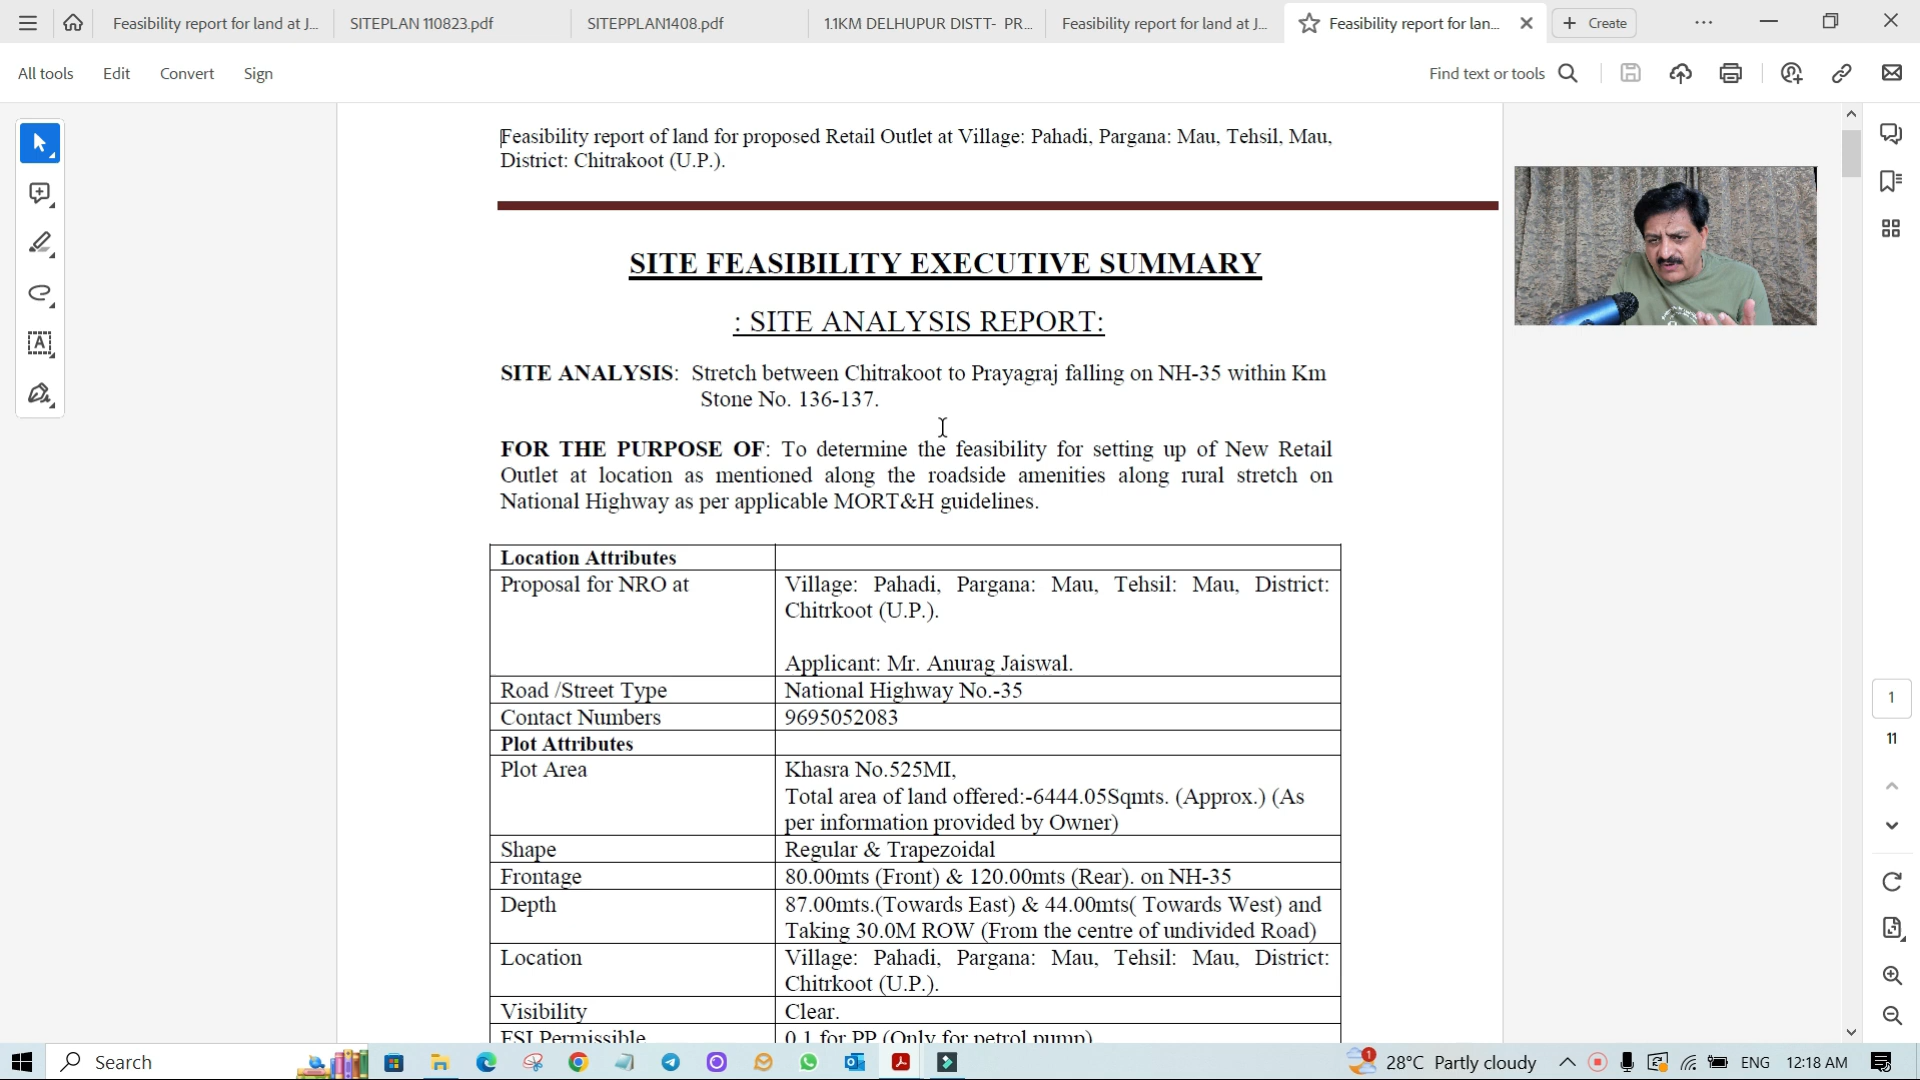 Feasibility report for land at J...
SITEPLAN 110823.pdf
SITEPPLAN1408.pdf
1.1KM DELHUPUR DISTT- PR...
Feasibility report for land at J...
Feasibility report for lan...
Create
All tools
Edit
Convert
Sign
Find text or tools
Feasibility report of land for proposed Retail Outlet at Village: Pahadi, Pargana: Mau, Tehsil, Mau,
District: Chitrakoot (U.P.).
SITE FEASIBILITY EXECUTIVE SUMMARY
: SITE ANALYSIS REPORT:
SITE ANALYSIS: Stretch between Chitrakoot to Prayagraj falling on NH-35 within Km
Stone No. 136-137.
FOR THE PURPOSE OF: To determine the feasibility for setting up of New Retail
Outlet at location as mentioned along the roadside amenities along rural stretch on
National Highway as per applicable MORT&H guidelines.
Location Attributes
Proposal for NRO at
Village: Pahadi, Pargana: Mau, Tehsil: Mau, District:
Chitrkoot (U.P.).
Applicant: Mr. Anurag Jaiswal.
Road /Street Type
National Highway No.-35
Contact Numbers
9695052083
Plot Attributes
Plot Area
Khasra No.525MI,
Total area of land offered:-6444.05Sqmts. (Approx.) (As
per information provided by Owner)
Shape
Regular & Trapezoidal
Frontage
80.00mts (Front) & 120.00mts (Rear). on NH-35
Depth
87.00mts.(Towards East) & 44.00mts( Towards West) and
Taking 30.0M ROW (From the centre of undivided Road)
Location
Village: Pahadi, Pargana: Mau, Tehsil: Mau, District:
Chitrkoot (U.P.).
Visibility
Clear.
FSI Permissible
0.1 for PP (Only for petrol pump)
1
11
Search
1
28°C Partly cloudy
ENG
12:18 AM